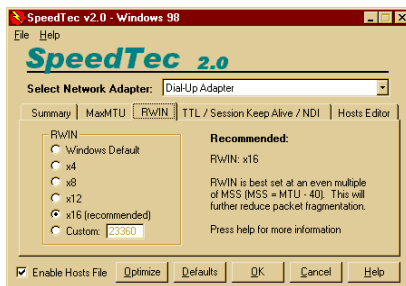 SpeedTec v2.0 - Windows 98
File Help
SpeedTec 2.0
Select Network Adapter: Dial-Up Adapter
Summary MaxMTU RWIN TTL / Session Keep Alive / NDI Hosts Editor
RWIN
Windows Default
x4
x8
x12
x16 (recommended)
Custom: 23360
Recommended:
RWIN: x16
RWIN is best set at an even multiple
of MSS (MSS = MTU - 40). This will
further reduce packet fragmentation.
Press help for more information
Enable Hosts File Optimize Defaults OK Cancel Help